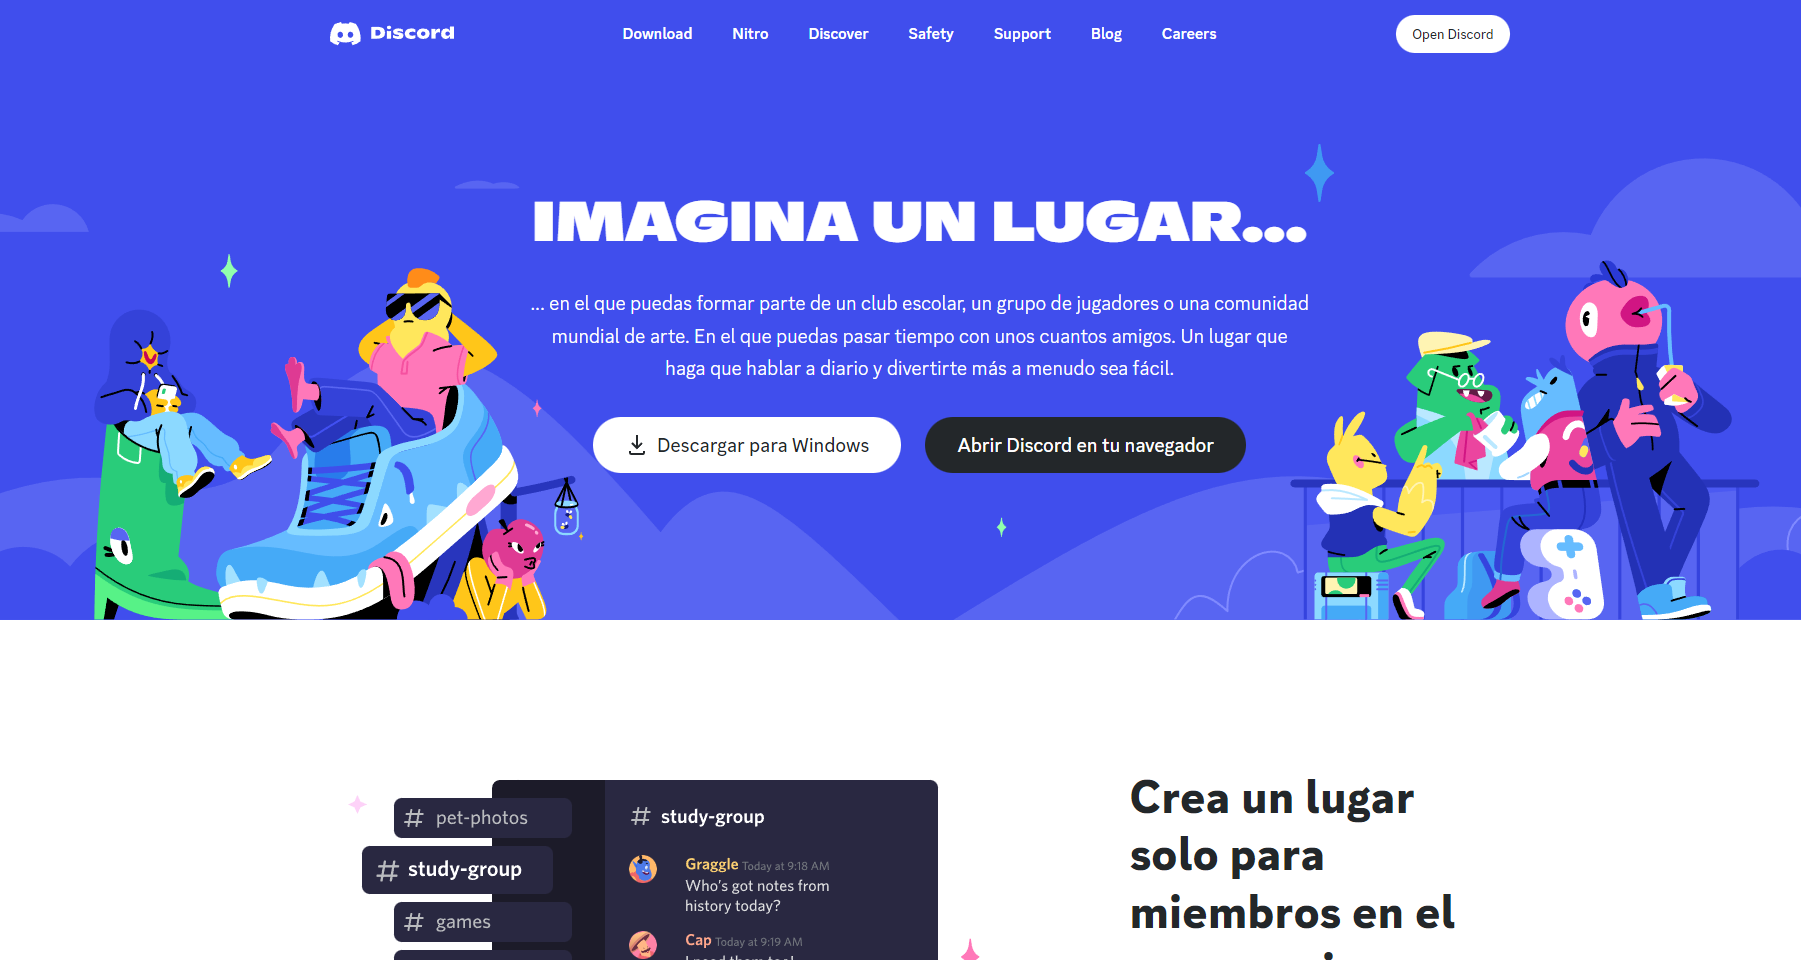 Discord
Download
Nitro
Discover
Safety
Support
Blog
Careers
Open Discord
IMAGINA UN LUGAR...
... en el que puedas formar parte de un club escolar, un grupo de jugadores o una comunidad
mundial de arte. En el que puedas pasar tiempo con unos cuantos amigos. Un lugar que
haga que hablar a diario y divertirte más a menudo sea fácil.
Descargar para Windows
Abrir Discord en tu navegador
# pet-photos
# study-group
# games
# study-group
Graggle Today at 9:18 AM
Who's got notes from
history today?
Cap Today at 9:19 AM
Crea un lugar
solo para
miembros en el